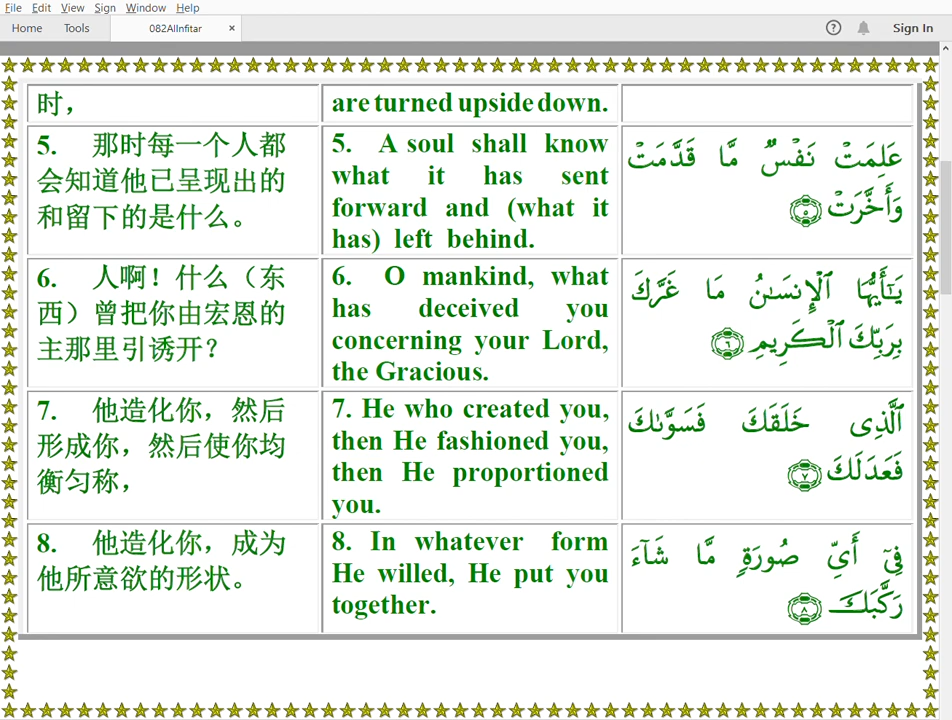 File Edit View Sign Window Help
Home Tools 082AlInfitar × Sign In
时，
are turned upside down.
5. 那时每一个人都
会知道他已呈现出的
和留下的是什么。
5. A soul shall know
what it has sent
forward and (what it
has) left behind.
عَلِمَتْ نَفْسٌ مَّا قَدَّمَتْ
وَأَخَّرَتْ ٥
6. 人啊！什么（东
西）曾把你由宏恩的
主那里引诱开？
6. O mankind, what
has deceived you
concerning your Lord,
the Gracious.
يَـٰٓأَيُّهَا ٱلْإِنسَـٰنُ مَا غَرَّكَ
بِرَبِّكَ ٱلْكَرِيمِ ٦
7. 他造化你，然后
形成你，然后使你均
衡匀称，
7. He who created you,
then He fashioned you,
then He proportioned
you.
ٱلَّذِى خَلَقَكَ فَسَوَّىٰكَ
فَعَدَلَكَ ٧
8. 他造化你，成为
他所意欲的形状。
8. In whatever form
He willed, He put you
together.
فِىٓ أَىِّ صُورَةٍ مَّا شَآءَ
رَكَّبَكَ ٨